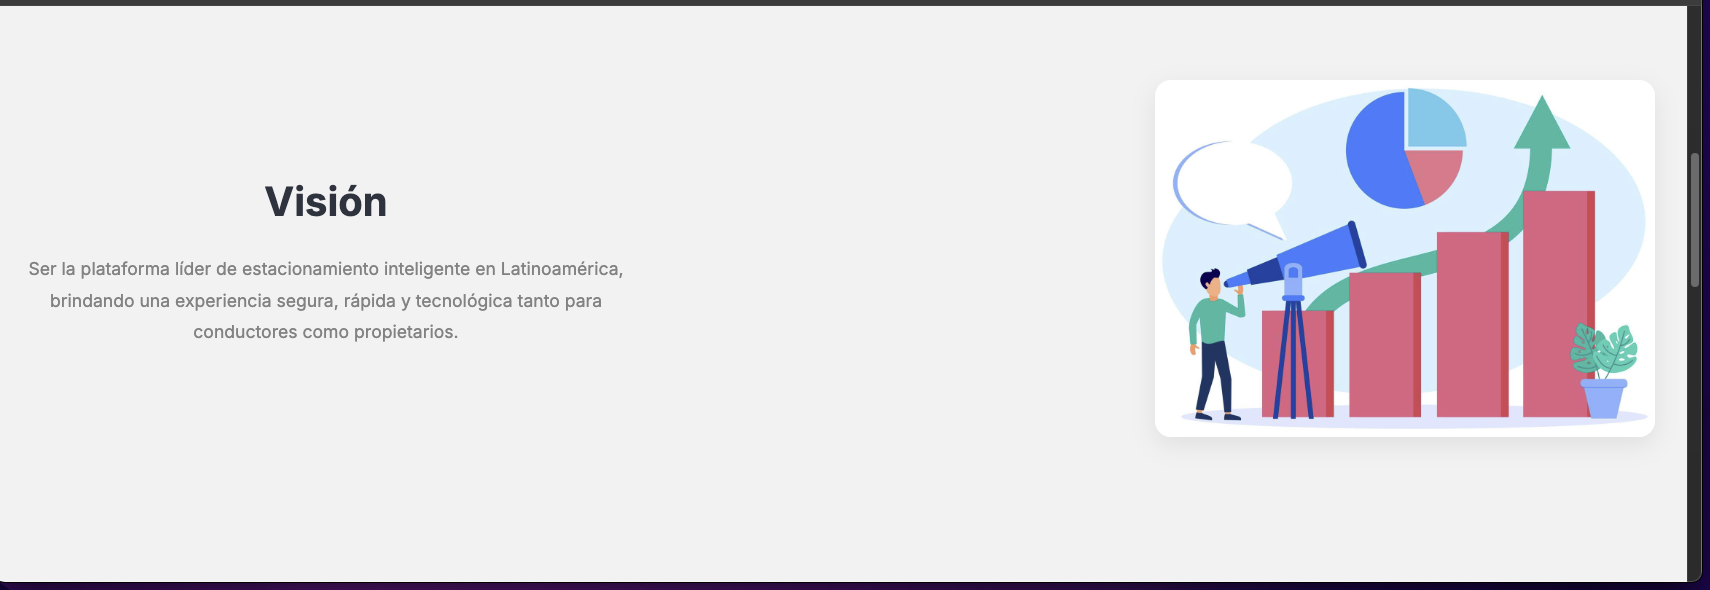 Visión
Ser la plataforma líder de estacionamiento inteligente en Latinoamérica,
brindando una experiencia segura, rápida y tecnológica tanto para
conductores como propietarios.